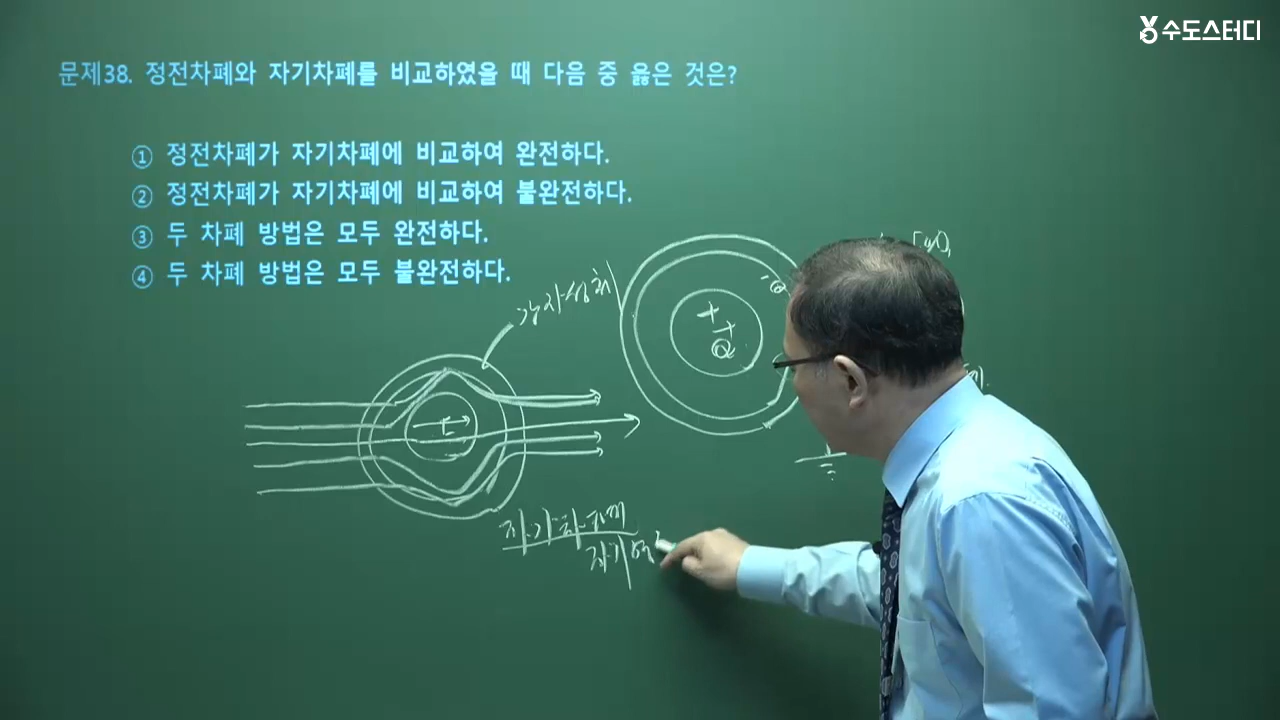 수도스터디
문제38. 정전차폐와 자기차폐를 비교하였을 때 다음 중 옳은 것은?
① 정전차폐가 자기차폐에 비교하여 완전하다.
② 정전차폐가 자기차폐에 비교하여 불완전하다.
③ 두 차폐 방법은 모두 완전하다.
④ 두 차폐 방법은 모두 불완전하다.
강자성체
-Q
+
+
Q
자기차폐